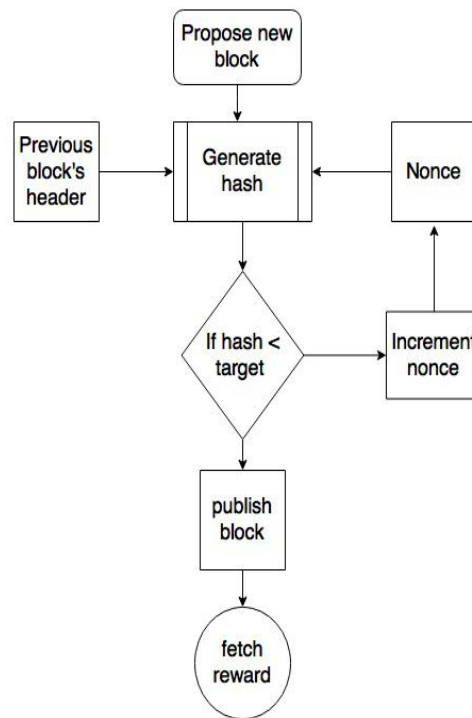 Propose new
block
Previous
block's
header
Generate
hash
Nonce
If hash <
target
Increment
nonce
publish
block
fetch
reward